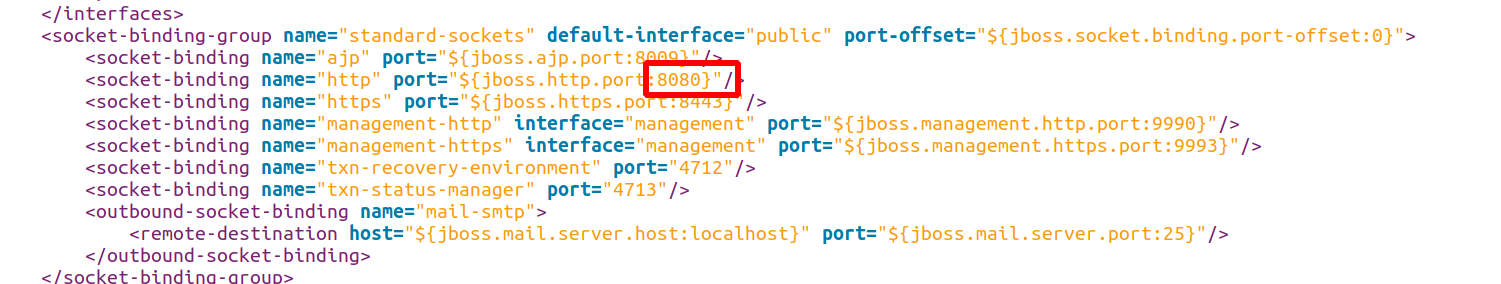 </interfaces>
<socket-binding-group name="standard-sockets" default-interface="public" port-offset="${jboss.socket.binding.port-offset:0}">
<socket-binding name="ajp" port="${jboss.ajp.port:8009}"/>
<socket-binding name="http" port="${jboss.http.port:8080}"/>
<socket-binding name="https" port="${jboss.https.port:8443}"/>
<socket-binding name="management-http" interface="management" port="${jboss.management.http.port:9990}"/>
<socket-binding name="management-https" interface="management" port="${jboss.management.https.port:9993}"/>
<socket-binding name="txn-recovery-environment" port="4712"/>
<socket-binding name="txn-status-manager" port="4713"/>
<outbound-socket-binding name="mail-smtp">
<remote-destination host="${jboss.mail.server.host:localhost}" port="${jboss.mail.server.port:25}"/>
</outbound-socket-binding>
</socket-binding-group>